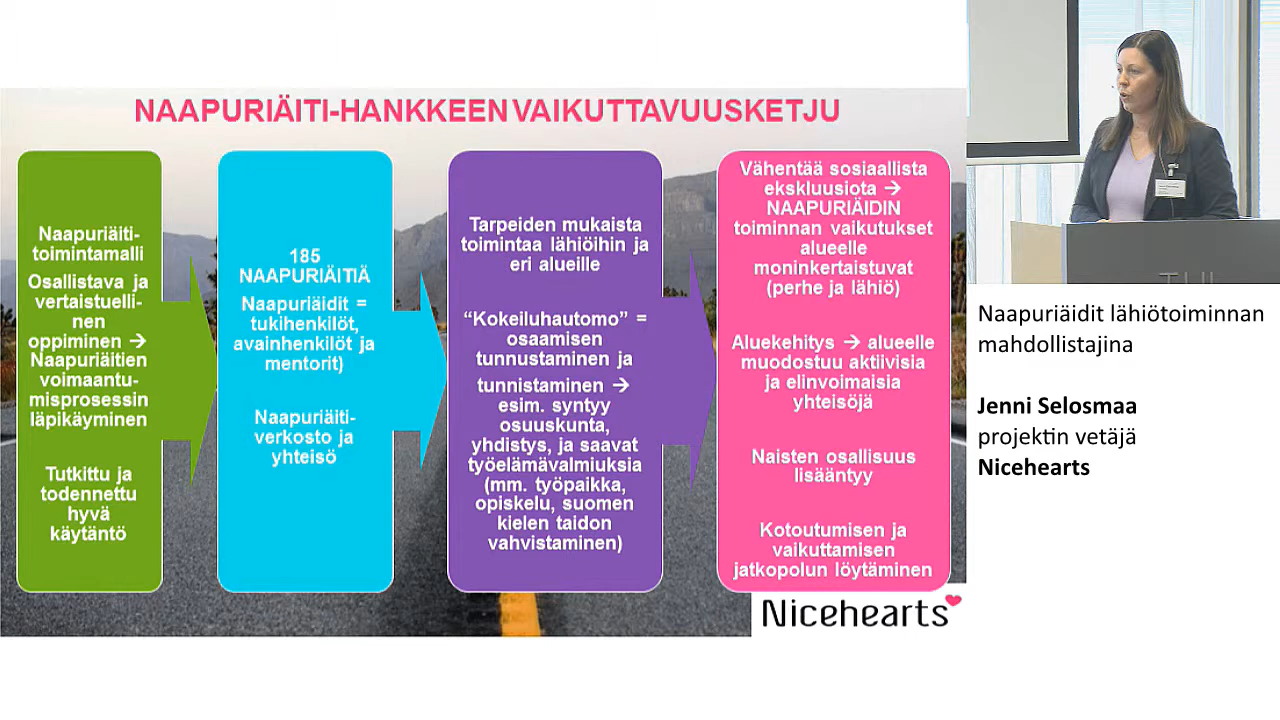 NAAPURIÄITI-HANKKEEN VAIKUTTAVUUSKETJU
Naapuriäiti-
toimintamalli
Osallistava ja
vertaistuelli-
nen
oppiminen →
Naapuriäitien
voimaantu-
misprosessin
läpikäyminen
Tutkittu ja
todennettu
hyvä
käytäntö
185
NAAPURIÄITIÄ
Naapuriäidit =
tukihenkilöt,
avainhenkilöt ja
mentorit)
Naapuriäiti-
verkosto ja
yhteisö
Tarpeiden mukaista
toimintaa lähiöihin ja
eri alueille
“Kokeiluhautomo” =
osaamisen
tunnustaminen ja
tunnistaminen →
esim. syntyy
osuuskunta,
yhdistys, ja saavat
työelämävalmiuksia
(mm. työpaikka,
opiskelu, suomen
kielen taidon
vahvistaminen)
Vähentää sosiaallista
ekskluusiota →
NAAPURIÄIDIN
toiminnan vaikutukset
alueelle
moninkertaistuvat
(perhe ja lähiö)
Aluekehitys → alueelle
muodostuu aktiivisia
ja elinvoimaisia
yhteisöjä
Naisten osallisuus
lisääntyy
Kotoutumisen ja
vaikuttamisen
jatkopolun löytäminen
Nicehearts
Naapuriäidit lähiötoiminnan
mahdollistajina
Jenni Selosmaa
projektin vetäjä
Nicehearts